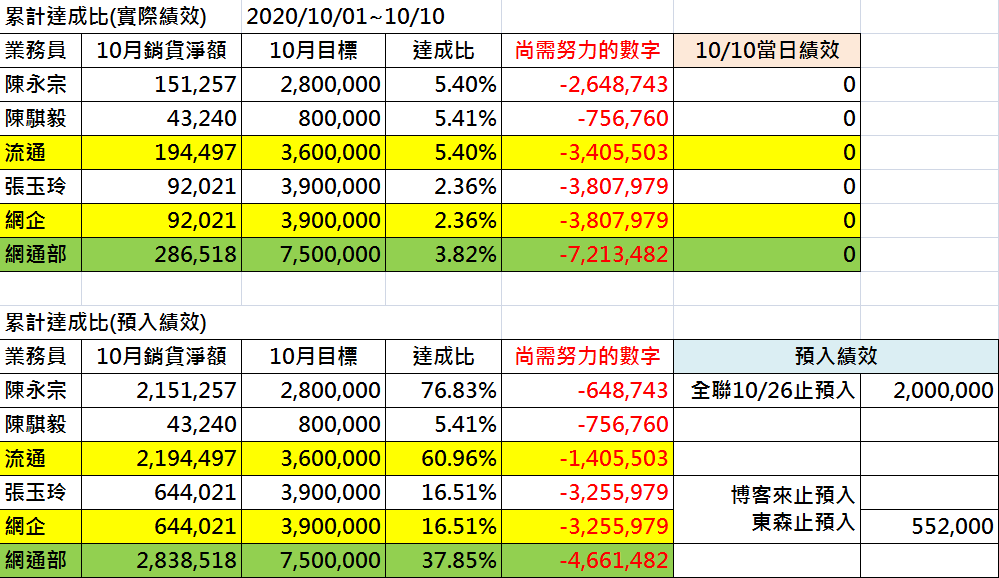 累計達成比(實際績效) 2020/10/01~10/10
業務員 10月銷貨淨額 10月目標 達成比 尚需努力的數字 10/10當日績效
陳永宗 151,257 2,800,000 5.40% -2,648,743 0
陳騏毅 43,240 800,000 5.41% -756,760 0
流通 194,497 3,600,000 5.40% -3,405,503 0
張玉玲 92,021 3,900,000 2.36% -3,807,979 0
網企 92,021 3,900,000 2.36% -3,807,979 0
網通部 286,518 7,500,000 3.82% -7,213,482 0
累計達成比(預入績效)
業務員 10月銷貨淨額 10月目標 達成比 尚需努力的數字 預入績效
陳永宗 2,151,257 2,800,000 76.83% -648,743 全聯10/26止預入 2,000,000
陳騏毅 43,240 800,000 5.41% -756,760
流通 2,194,497 3,600,000 60.96% -1,405,503
張玉玲 644,021 3,900,000 16.51% -3,255,979 博客來止預入
網企 644,021 3,900,000 16.51% -3,255,979 東森止預入 552,000
網通部 2,838,518 7,500,000 37.85% -4,661,482